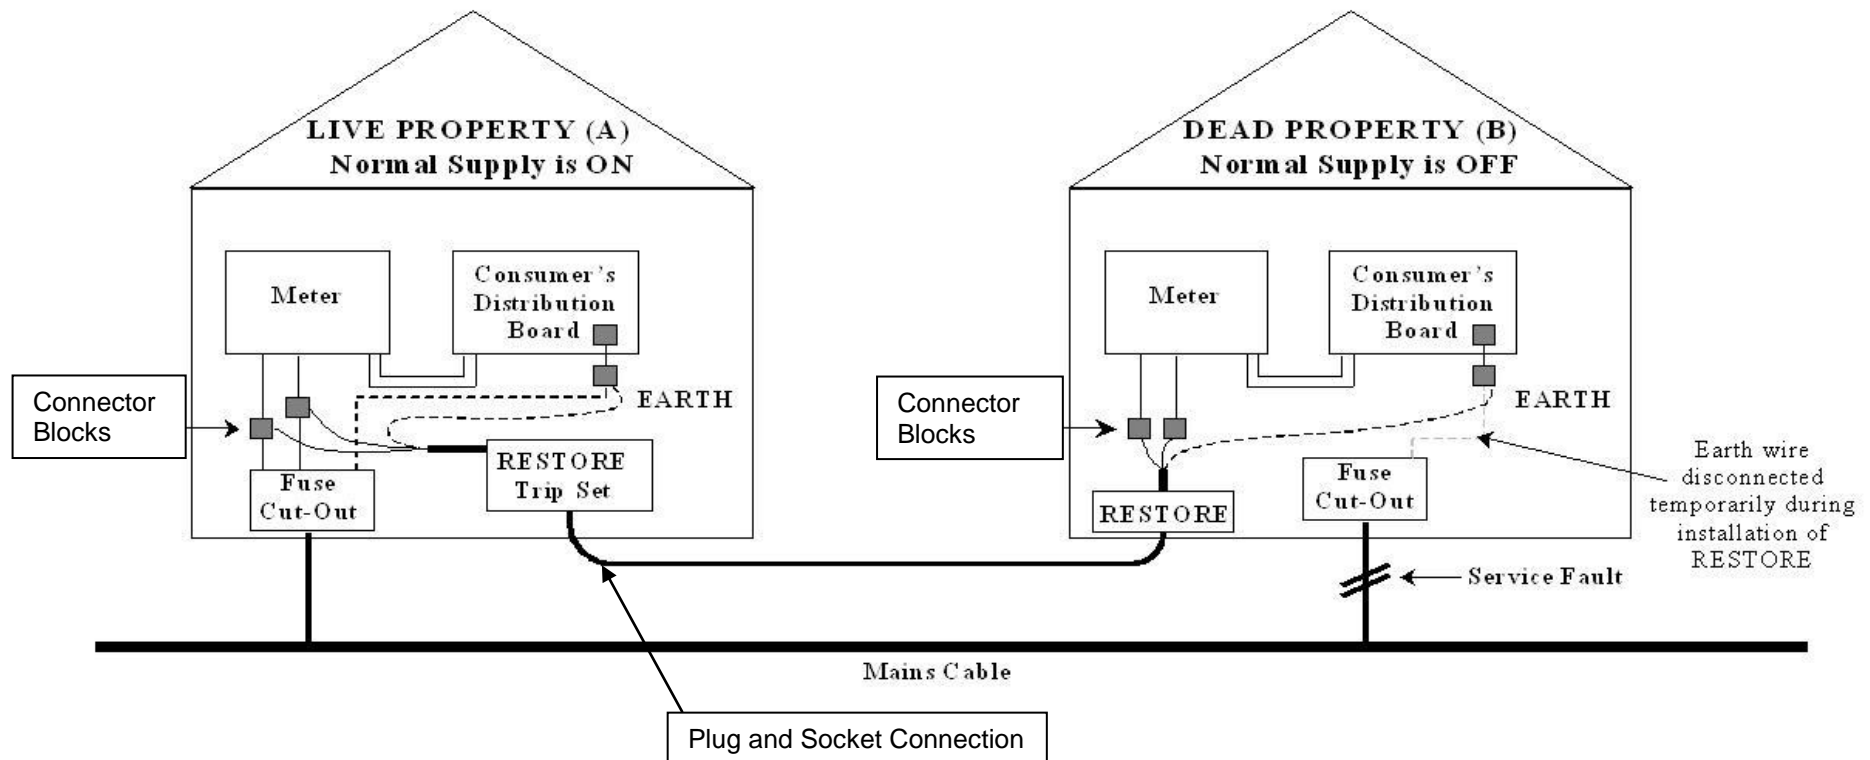 LIVE PROPERTY (A)
Normal Supply is ON
Meter
Consumer's
Distribution
Board
EARTH
Connector
Blocks
Fuse
Cut-Out
RESTORE
Trip Set
DEAD PROPERTY (B)
Normal Supply is OFF
Meter
Consumer's
Distribution
Board
EARTH
Connector
Blocks
RESTORE
Fuse
Cut-Out
Earth wire
disconnected
temporarily during
installation of
RESTORE
Service Fault
Mains Cable
Plug and Socket Connection